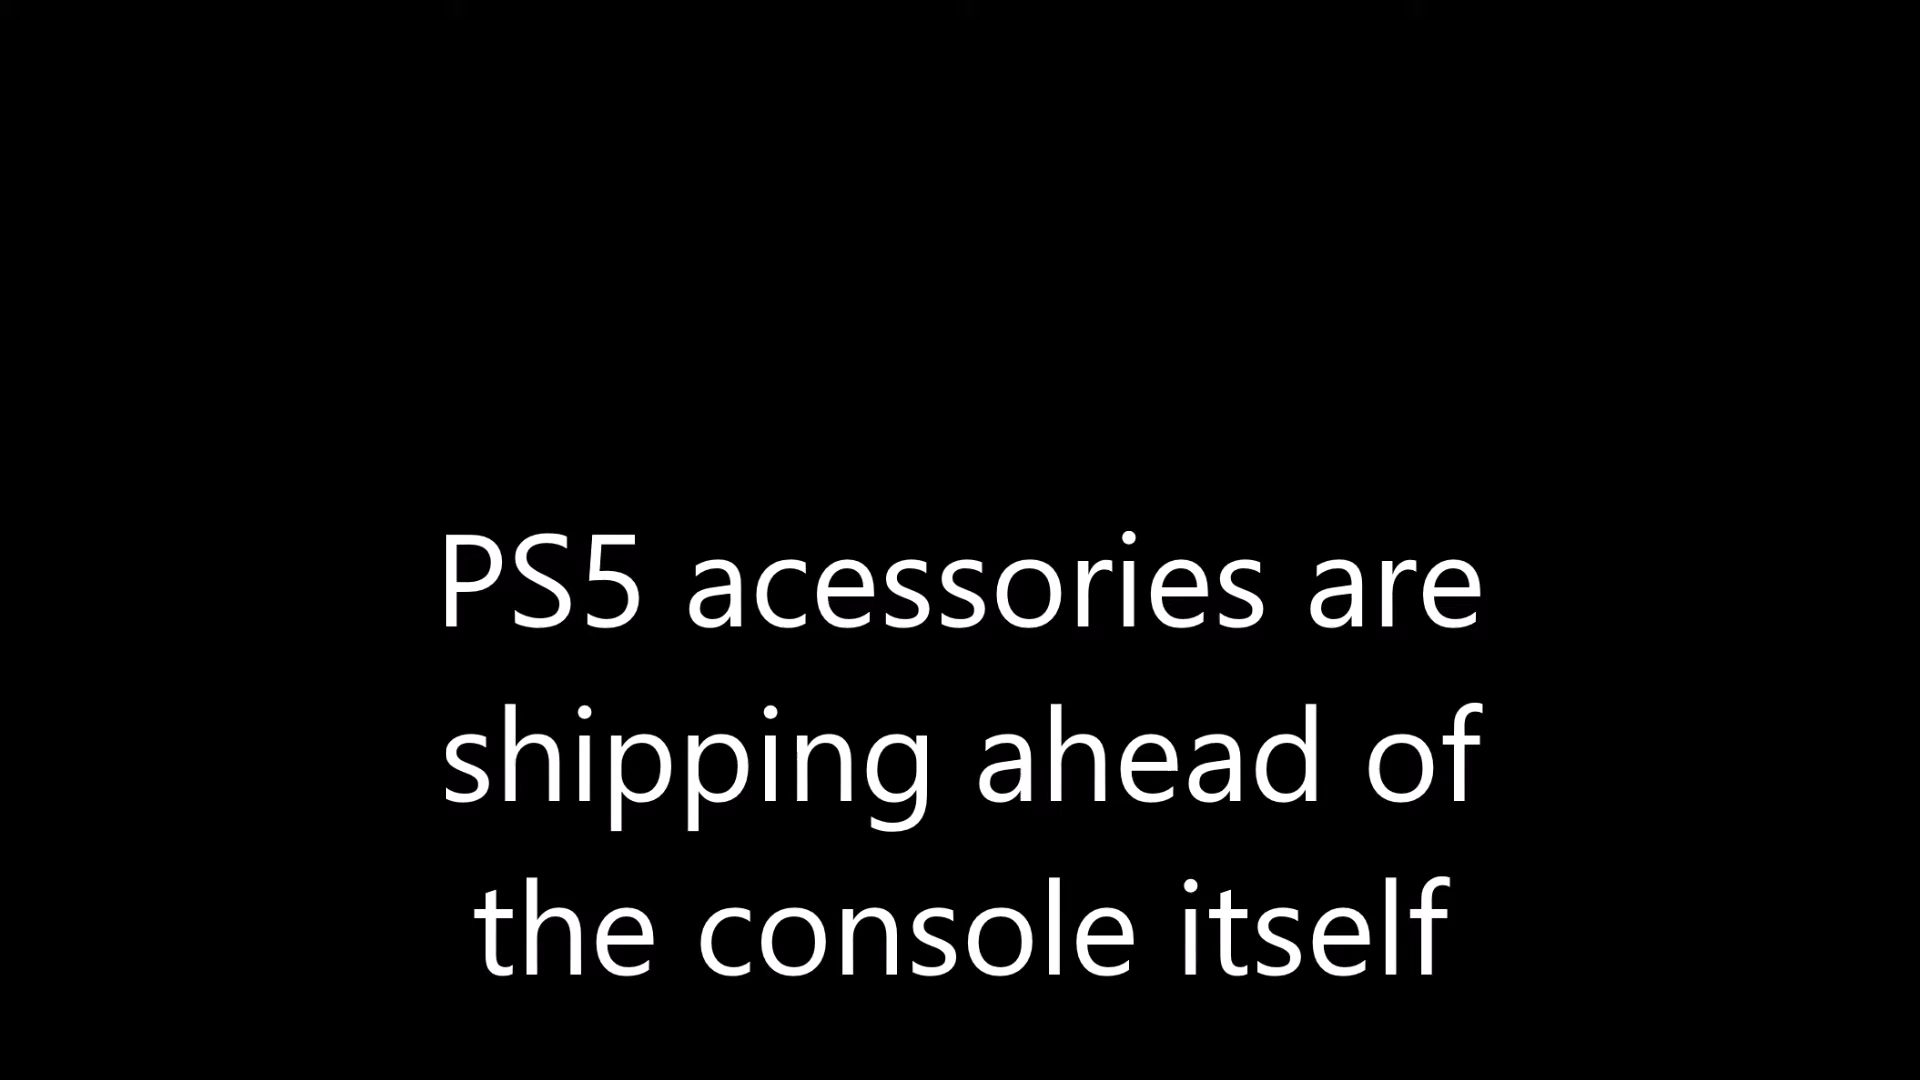 PS5 acessories are
shipping ahead of
the console itself